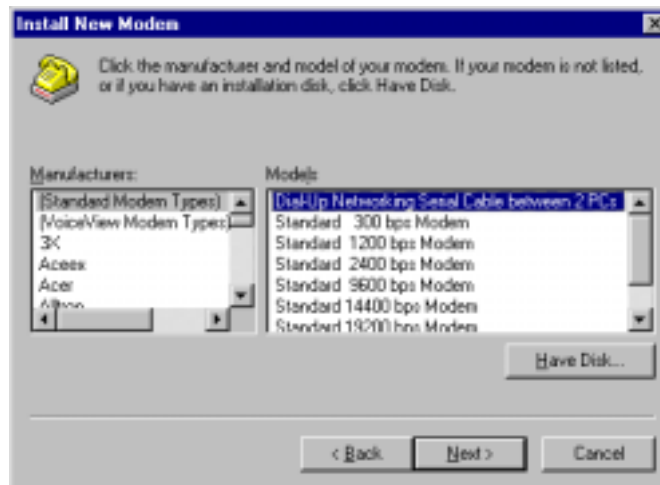 Install New Modem
Click the manufacturer and model of your modem. If your modem is not listed,
or if you have an installation disk, click Have Disk.
Manufacturers:
(Standard Modem Types)
(VoiceView Modem Types)
3X
Aceex
Acer
Models
Dial-Up Networking Serial Cable between 2 PCs
Standard 300 bps Modem
Standard 1200 bps Modem
Standard 2400 bps Modem
Standard 9600 bps Modem
Standard 14400 bps Modem
Standard 19200 bps Modem
Have Disk...
< Back
Next >
Cancel